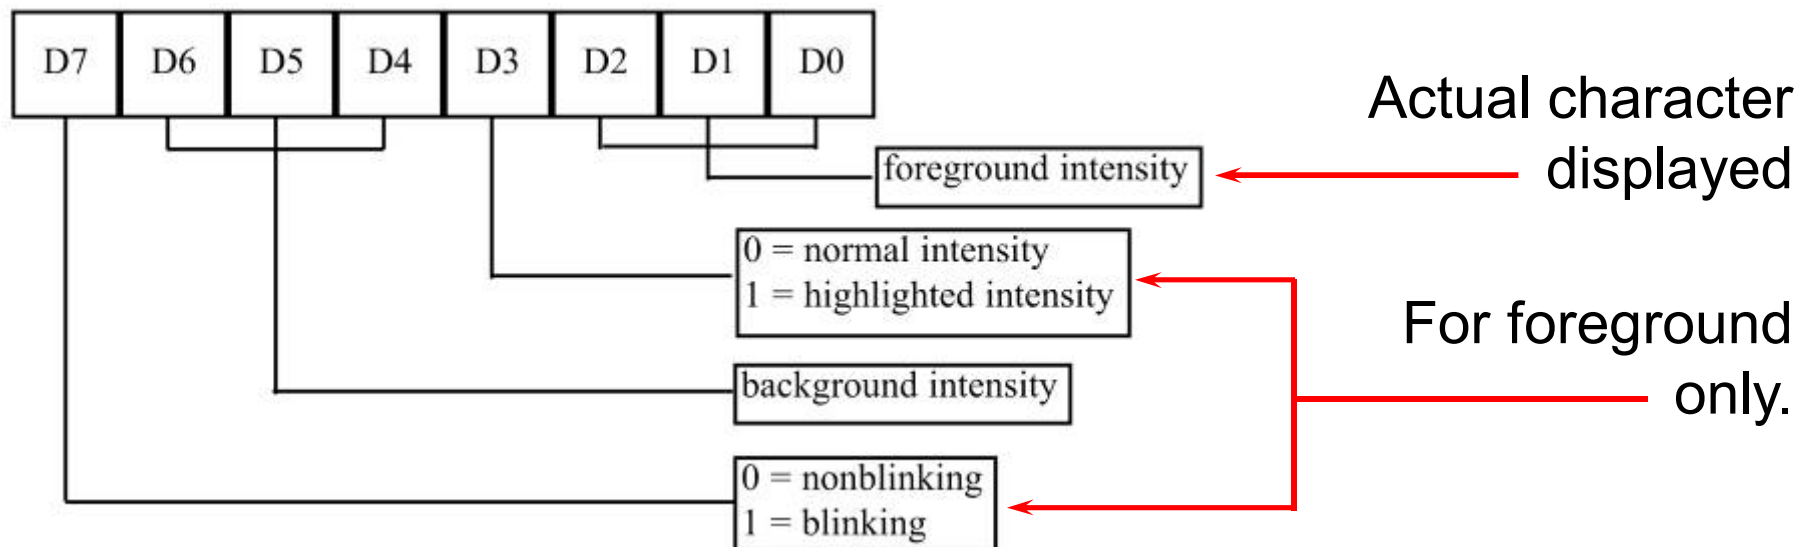 D7 D6 D5 D4 D3 D2 D1 D0
Actual character
displayed
foreground intensity
0 = normal intensity
1 = highlighted intensity
For foreground
only.
background intensity
0 = nonblinking
1 = blinking